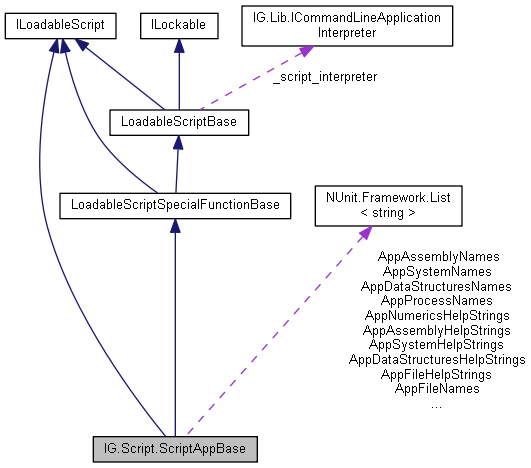 ILoadableScript
ILockable
IG.Lib.ICommandLineApplication
Interpreter
_script_interpreter
LoadableScriptBase
LoadableScriptSpecialFunctionBase
NUnit.Framework.List
< string >
AppAssemblyNames
AppSystemNames
AppDataStructuresNames
AppProcessNames
AppNumericsHelpStrings
AppAssemblyHelpStrings
AppSystemHelpStrings
AppDataStructuresHelpStrings
AppFileHelpStrings
AppFileNames
...
IG.Script.ScriptAppBase